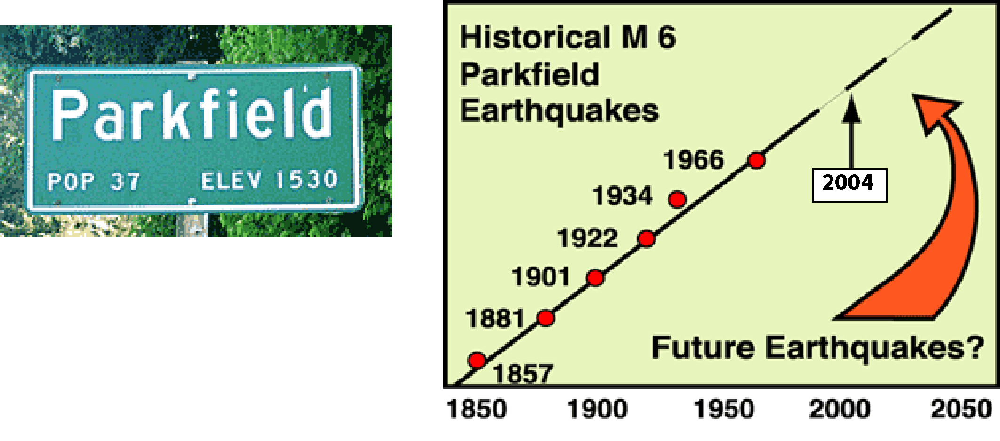 Parkfield
POP 37 ELEV 1530
Historical M 6
Parkfield
Earthquakes
1966
2004
1934
1922
1901
1881
1857
Future Earthquakes?
1850 1900 1950 2000 2050